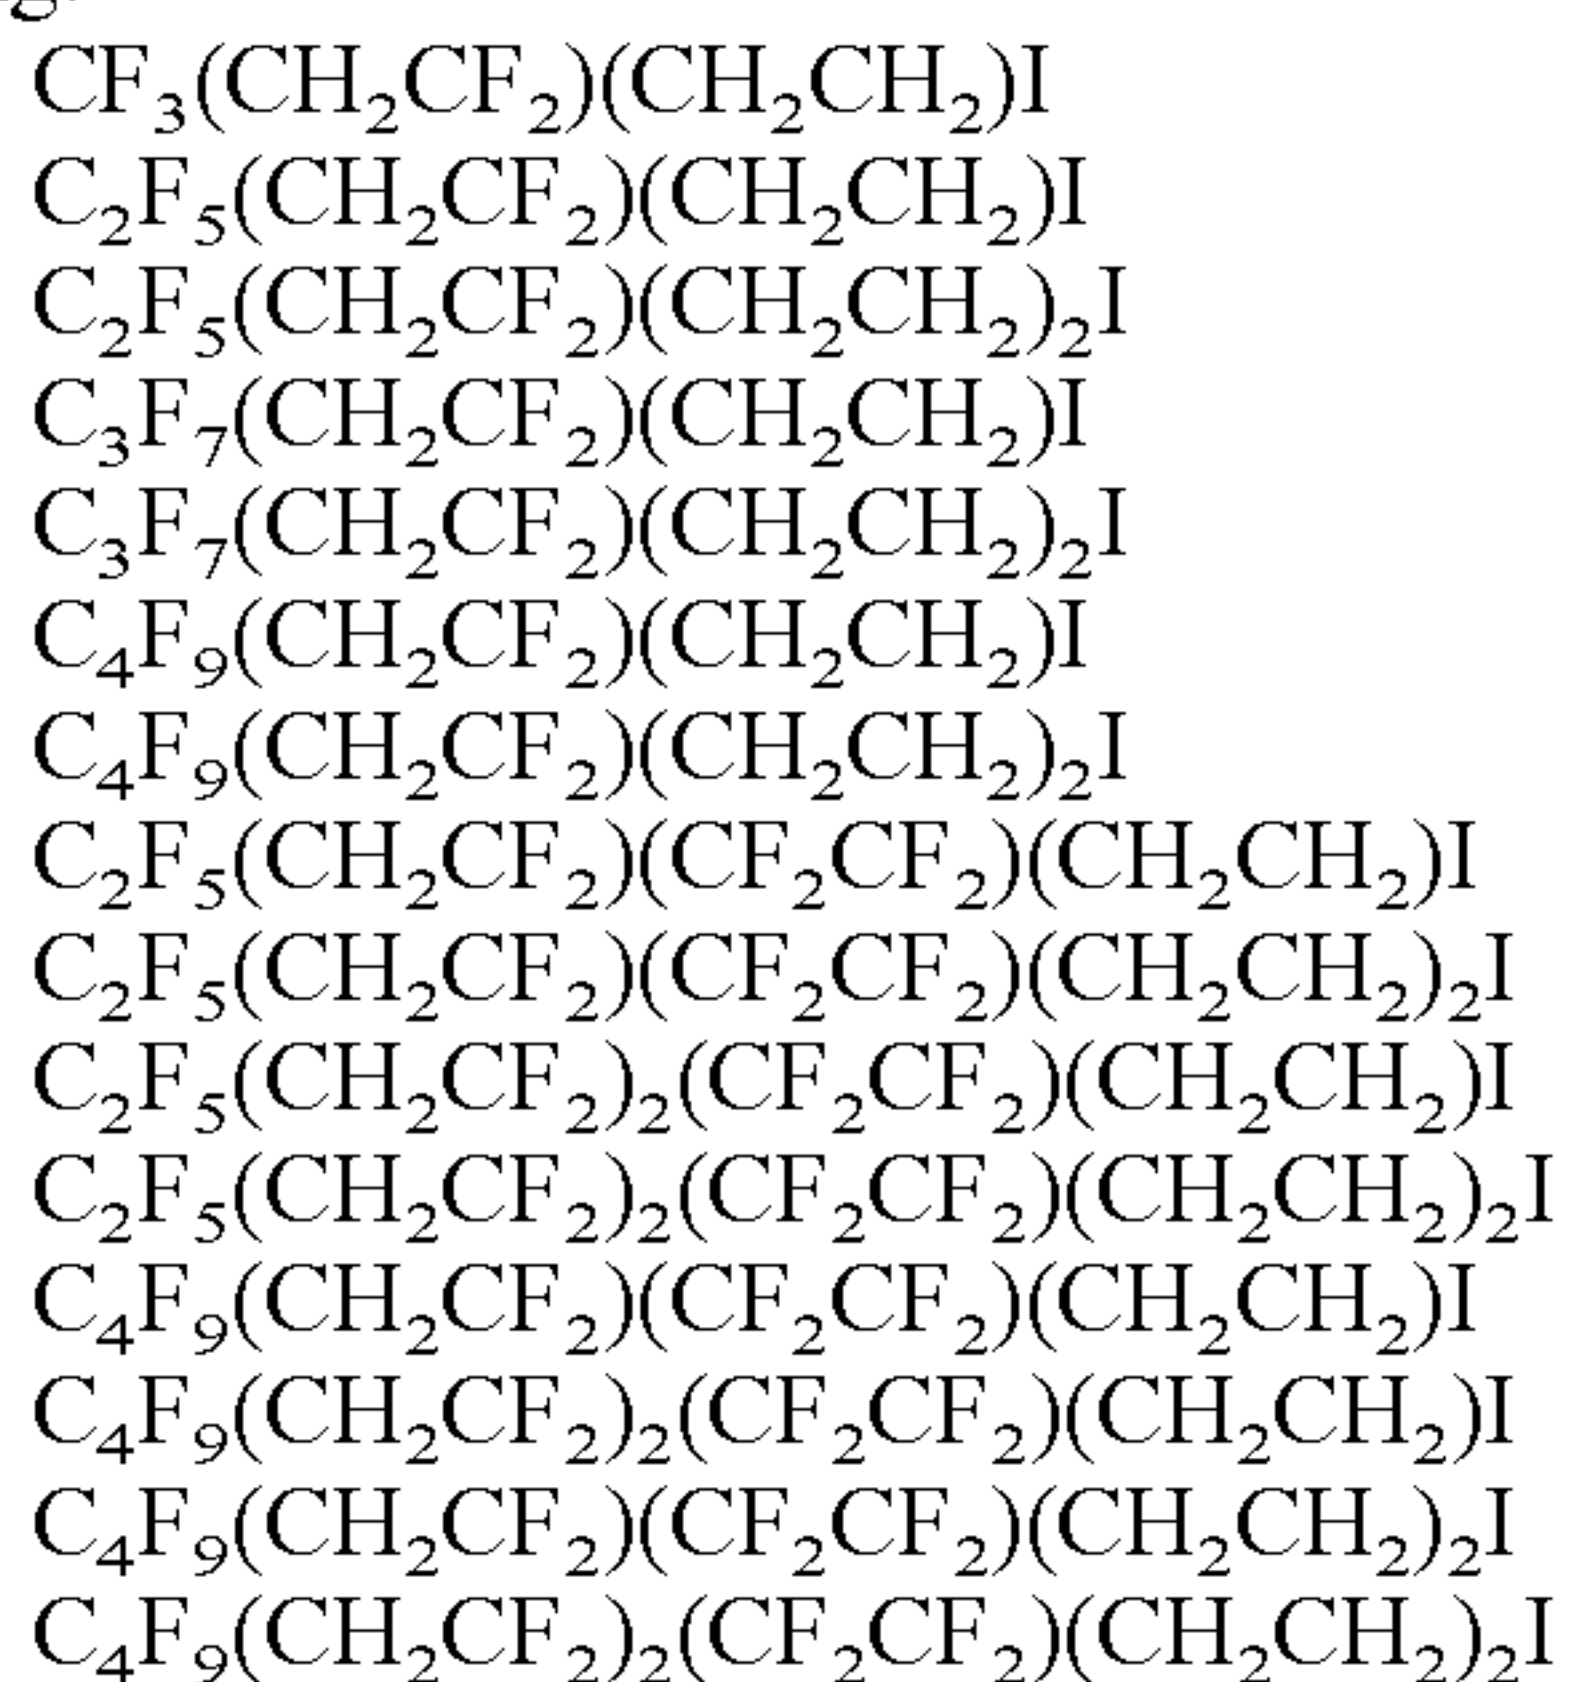 CF₃(CH₂CF₂)(CH₂CH₂)I
C₂F₅(CH₂CF₂)(CH₂CH₂)I
C₂F₅(CH₂CF₂)(CH₂CH₂)₂I
C₃F₇(CH₂CF₂)(CH₂CH₂)I
C₃F₇(CH₂CF₂)(CH₂CH₂)₂I
C₄F₉(CH₂CF₂)(CH₂CH₂)I
C₄F₉(CH₂CF₂)(CH₂CH₂)₂I
C₂F₅(CH₂CF₂)(CF₂CF₂)(CH₂CH₂)I
C₂F₅(CH₂CF₂)(CF₂CF₂)(CH₂CH₂)₂I
C₂F₅(CH₂CF₂)₂(CF₂CF₂)(CH₂CH₂)I
C₂F₅(CH₂CF₂)₂(CF₂CF₂)(CH₂CH₂)₂I
C₄F₉(CH₂CF₂)(CF₂CF₂)(CH₂CH₂)I
C₄F₉(CH₂CF₂)₂(CF₂CF₂)(CH₂CH₂)I
C₄F₉(CH₂CF₂)(CF₂CF₂)(CH₂CH₂)₂I
C₄F₉(CH₂CF₂)₂(CF₂CF₂)(CH₂CH₂)₂I